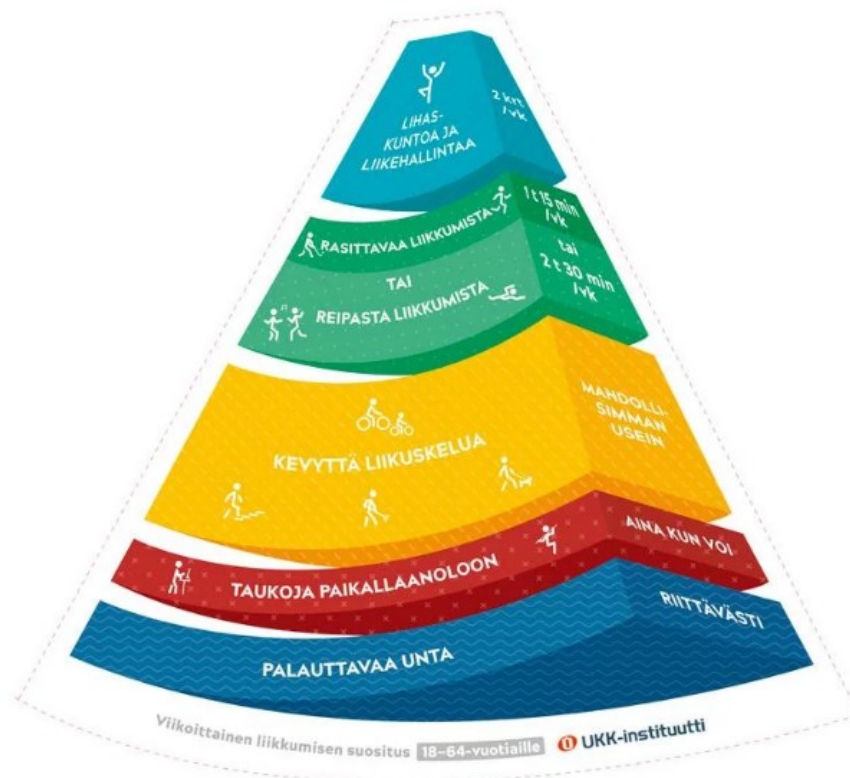 LIHAS-
KUNTOA JA
LIIKEHALLINTAA
2 krt.
/vk
RASITTAVAA LIIKKUMISTA
1 t 15 min
/vk
TAI
REIPASTA LIIKKUMISTA
tai
2 t 30 min
/vk
KEVYTTÄ LIIKUSKELUA
MAHDOLLI-
SIMMAN
USEIN
TAUKOJA PAIKALLAANOLOON
AINA KUN VOI
PALAUTTAVAA UNTA
RIITTÄVÄSTI
Viikoittainen liikkumisen suositus 18–64-vuotiaille UKK-instituutti